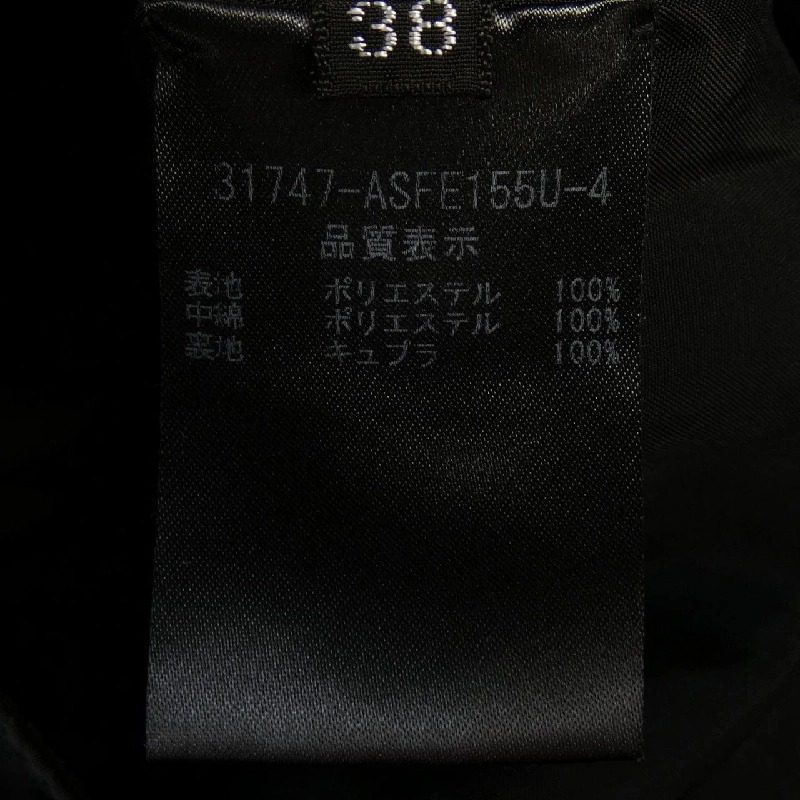 38
31747-ASFE155U-4
品質表示
表地 ポリエステル 100%
中綿 ポリエステル 100%
裏地 キュプラ 100%